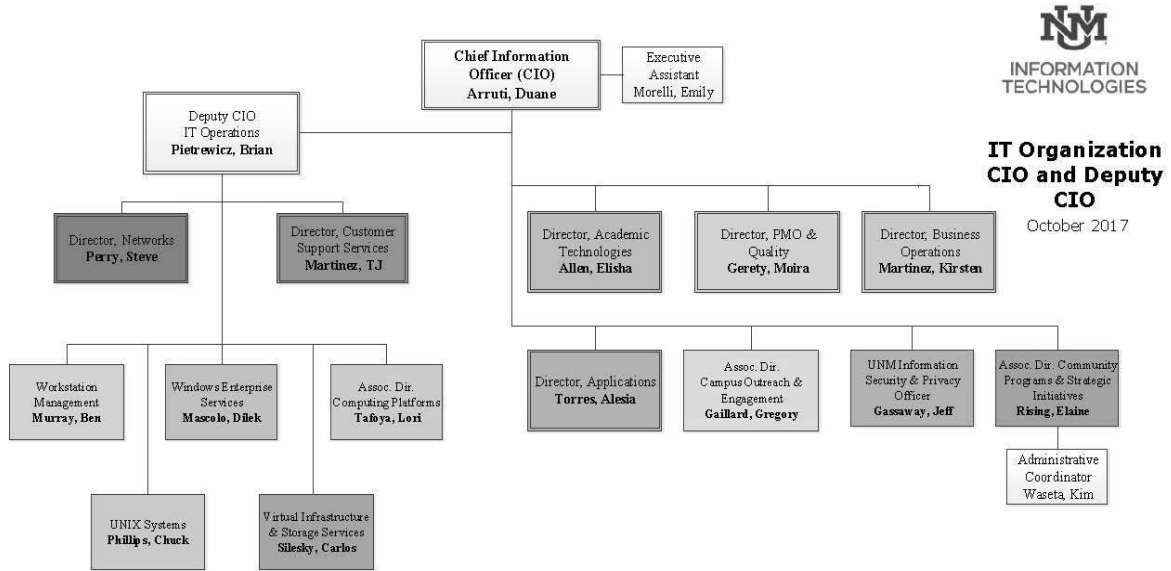 UNM
INFORMATION
TECHNOLOGIES
IT Organization
CIO and Deputy
CIO
October 2017
Chief Information
Officer (CIO)
Arruti, Duane
Executive
Assistant
Morelli, Emily
Deputy CIO
IT Operations
Pietrewicz, Brian
Director, Networks
Perry, Steve
Director, Customer
Support Services
Martinez, TJ
Director, Academic
Technologies
Allen, Elisha
Director, PMO &
Quality
Gerety, Moira
Director, Business
Operations
Martinez, Kirsten
Workstation
Management
Murray, Ben
Windows Enterprise
Services
Mascolo, Dilek
Assoc. Dir.
Computing Platforms
Tafoya, Lori
Director, Applications
Torres, Alesia
Assoc. Dir.
Campus Outreach &
Engagement
Gaillard, Gregory
UNM Information
Security & Privacy
Officer
Gassaway, Jeff
Assoc. Dir. Community
Programs & Strategic
Initiatives
Rising, Elaine
Administrative
Coordinator
Waseta, Kim
UNIX Systems
Phillips, Chuck
Virtual Infrastructure
& Storage Services
Silesky, Carlos